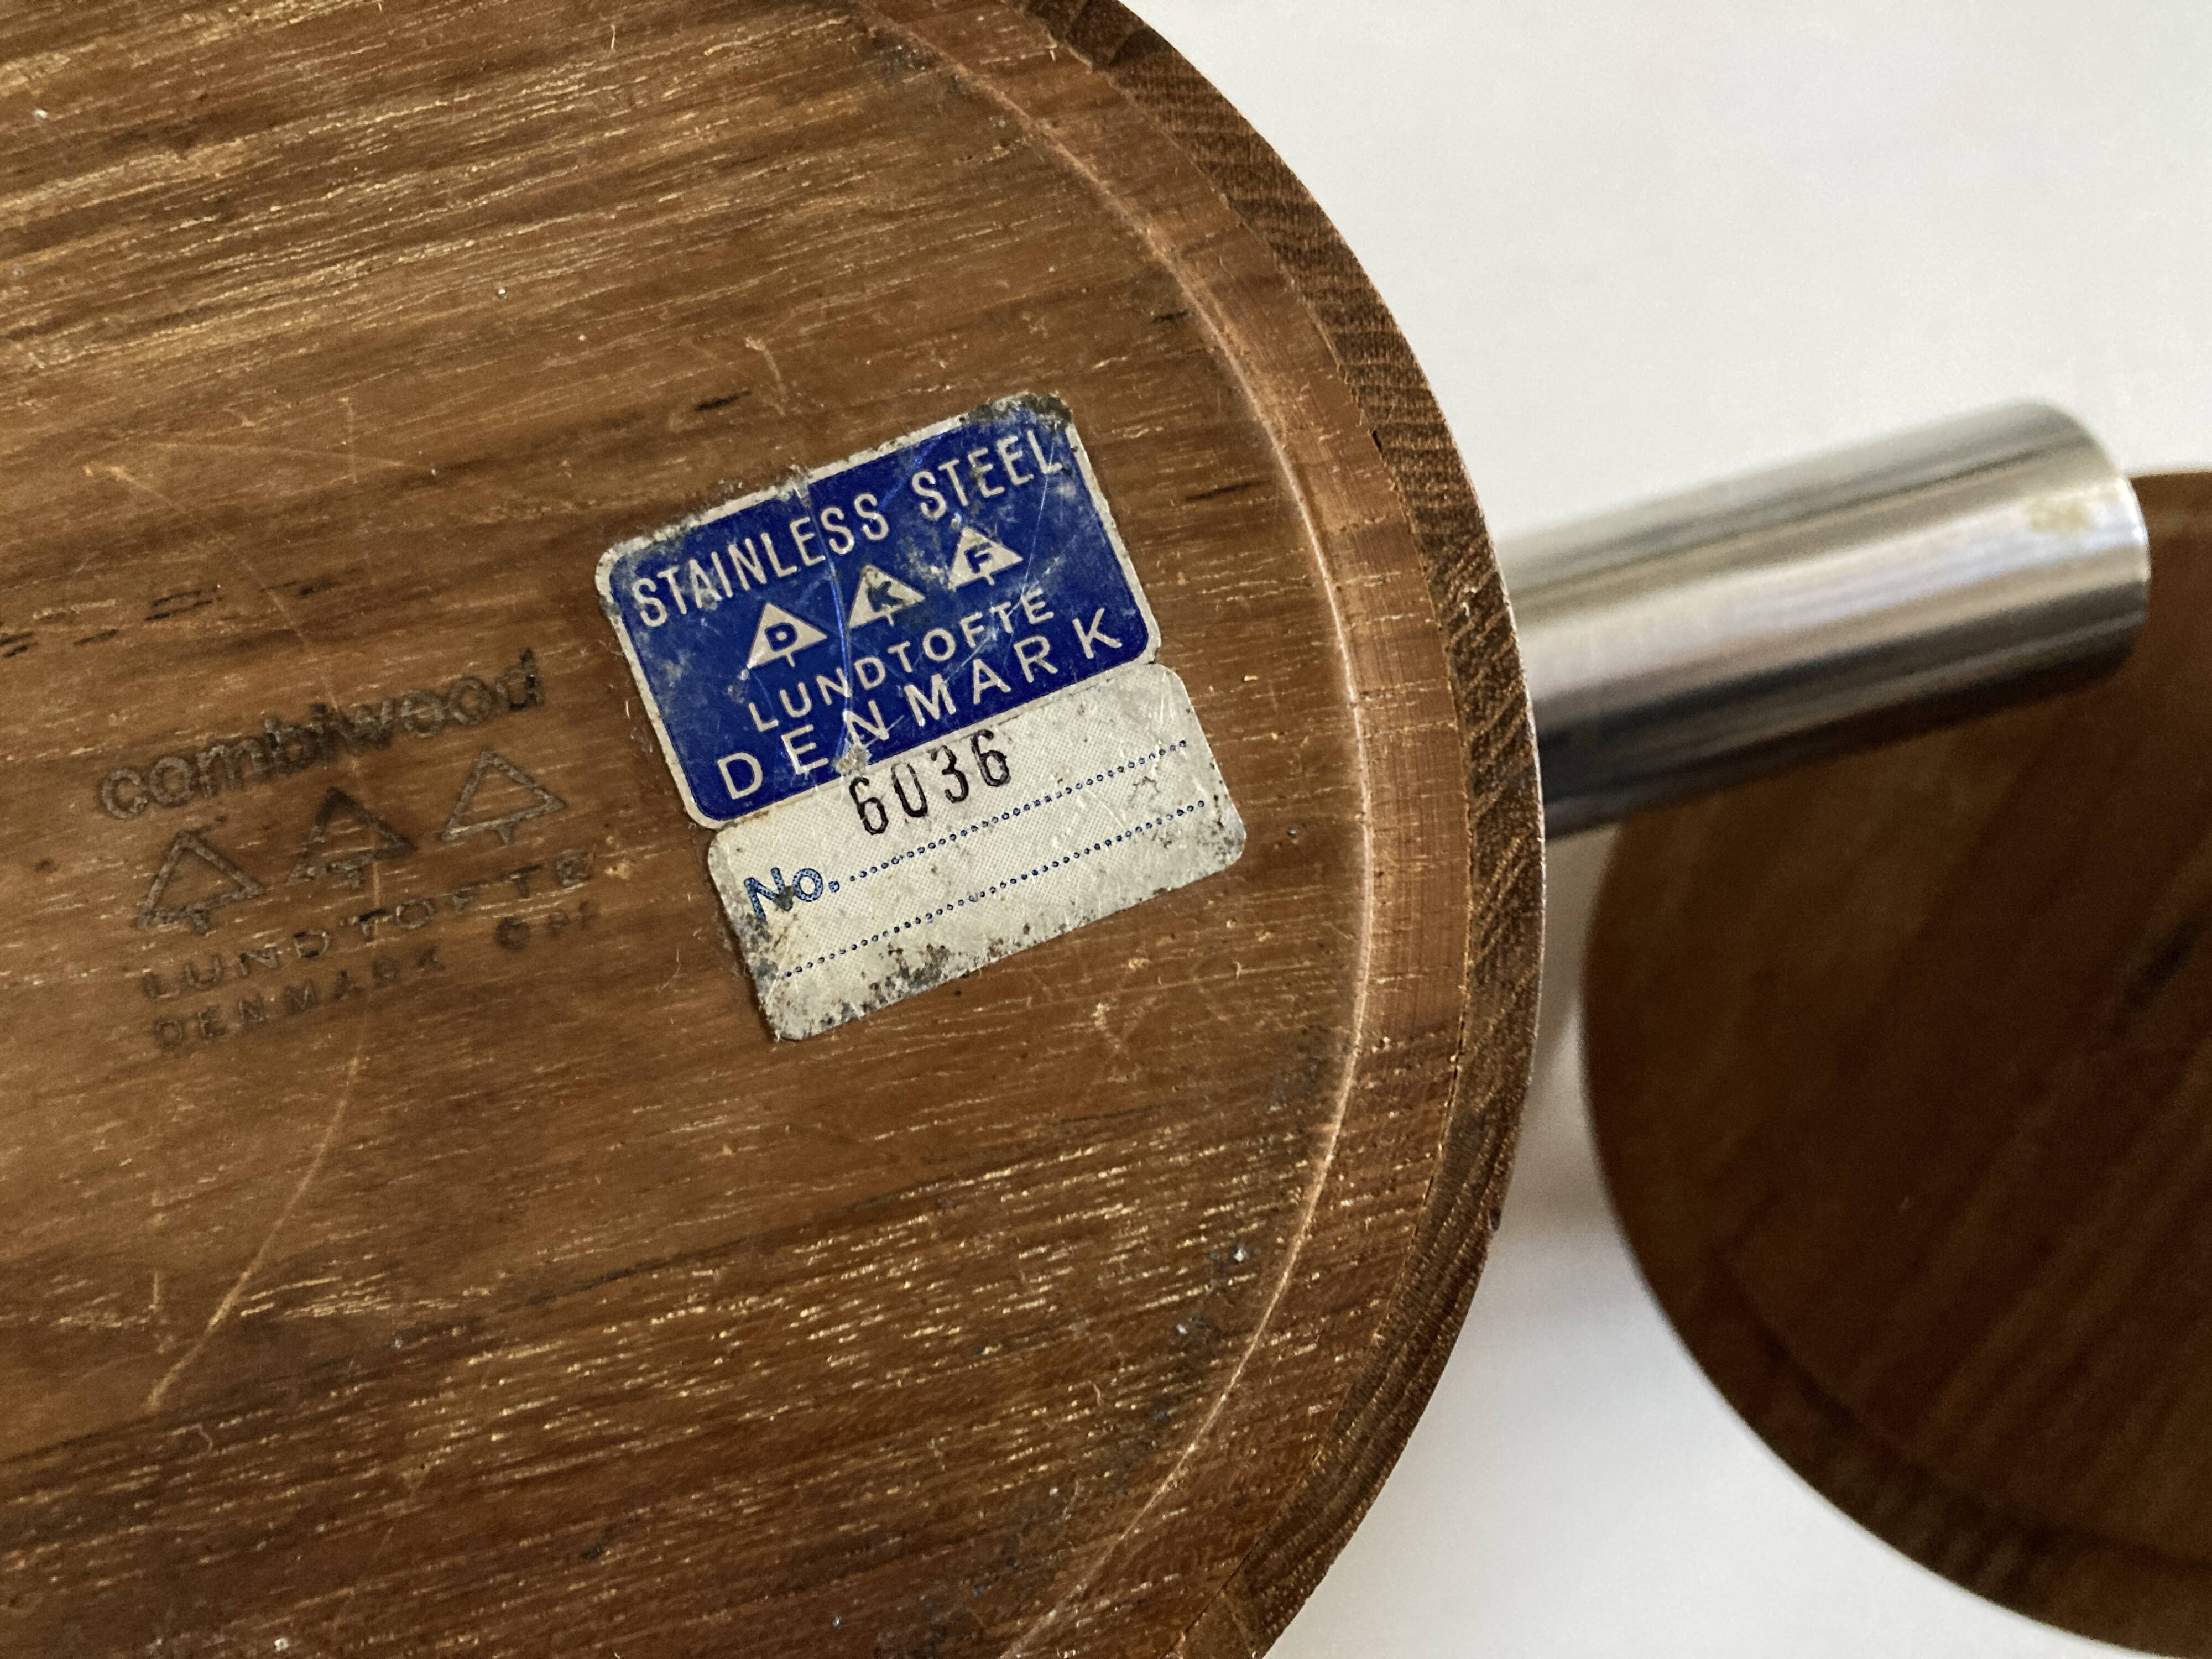 STAINLESS STEEL
D K F
LUNDTOFTE
DENMARK
6036
No.
combiwood
LUNDTOFTE
DENMARK